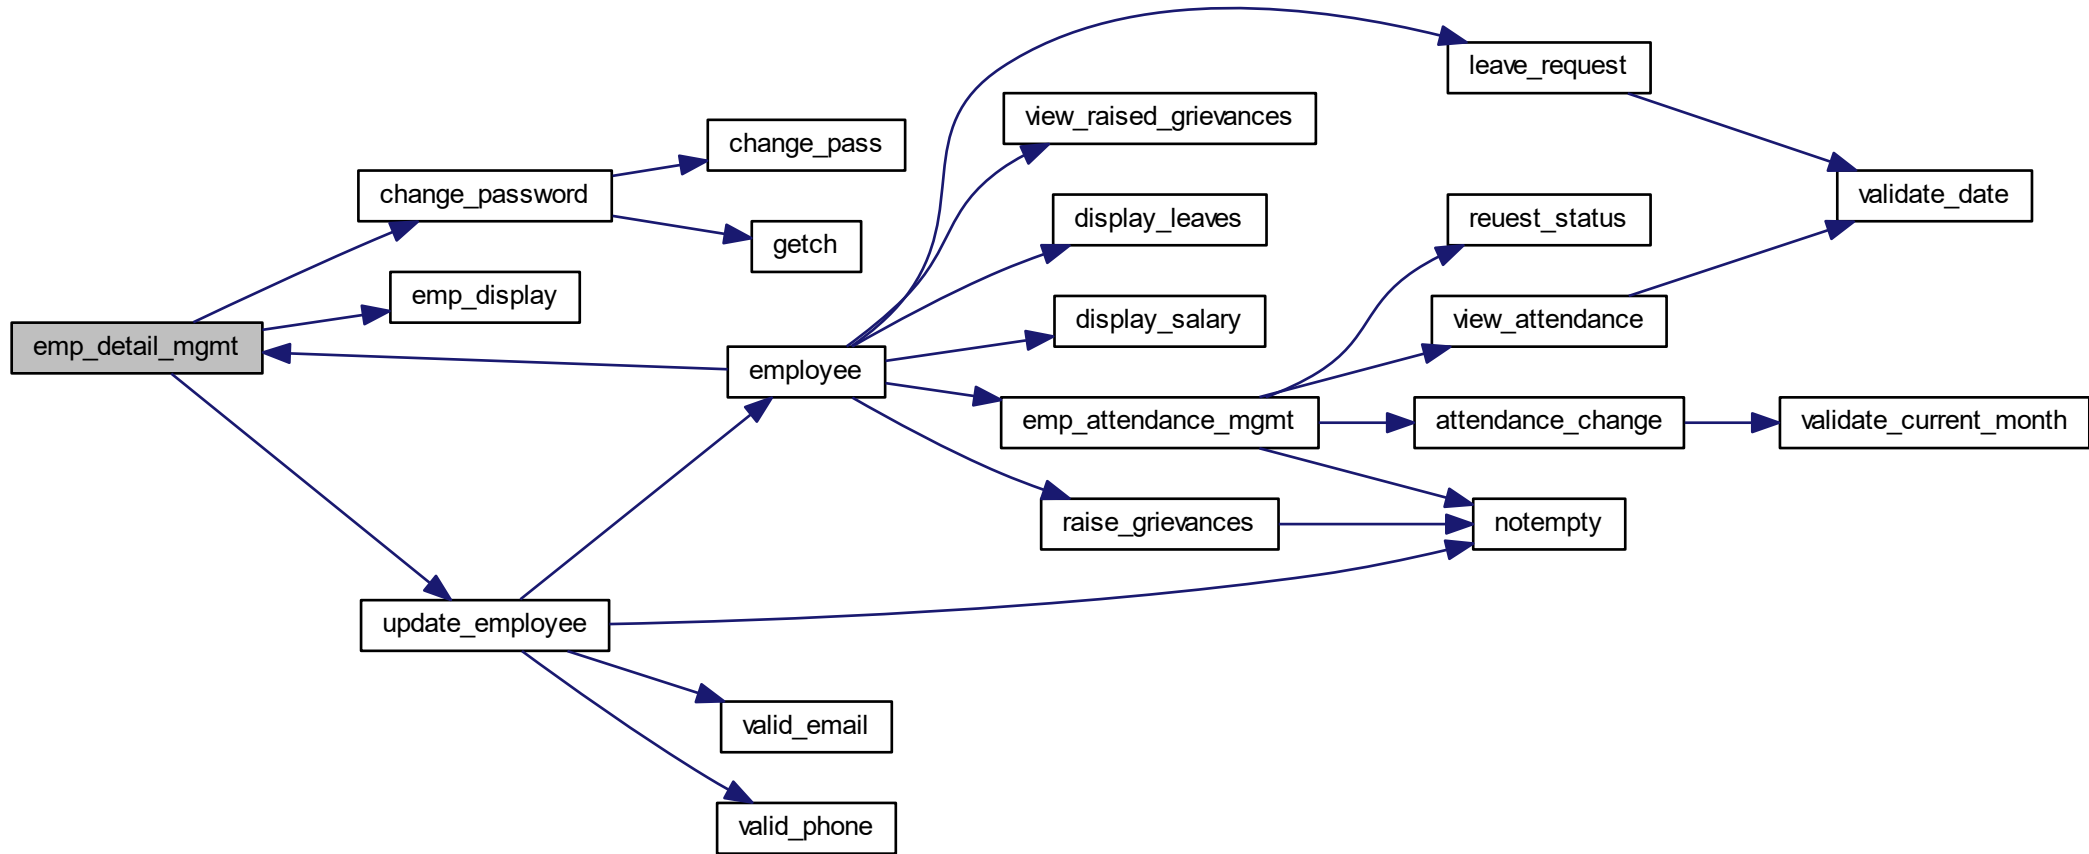 leave_request
view_raised_grievances
change_pass
change_password
validate_date
display_leaves
reuest_status
getch
emp_display
display_salary
view_attendance
emp_detail_mgmt
employee
emp_attendance_mgmt
attendance_change
validate_current_month
raise_grievances
notempty
update_employee
valid_email
valid_phone